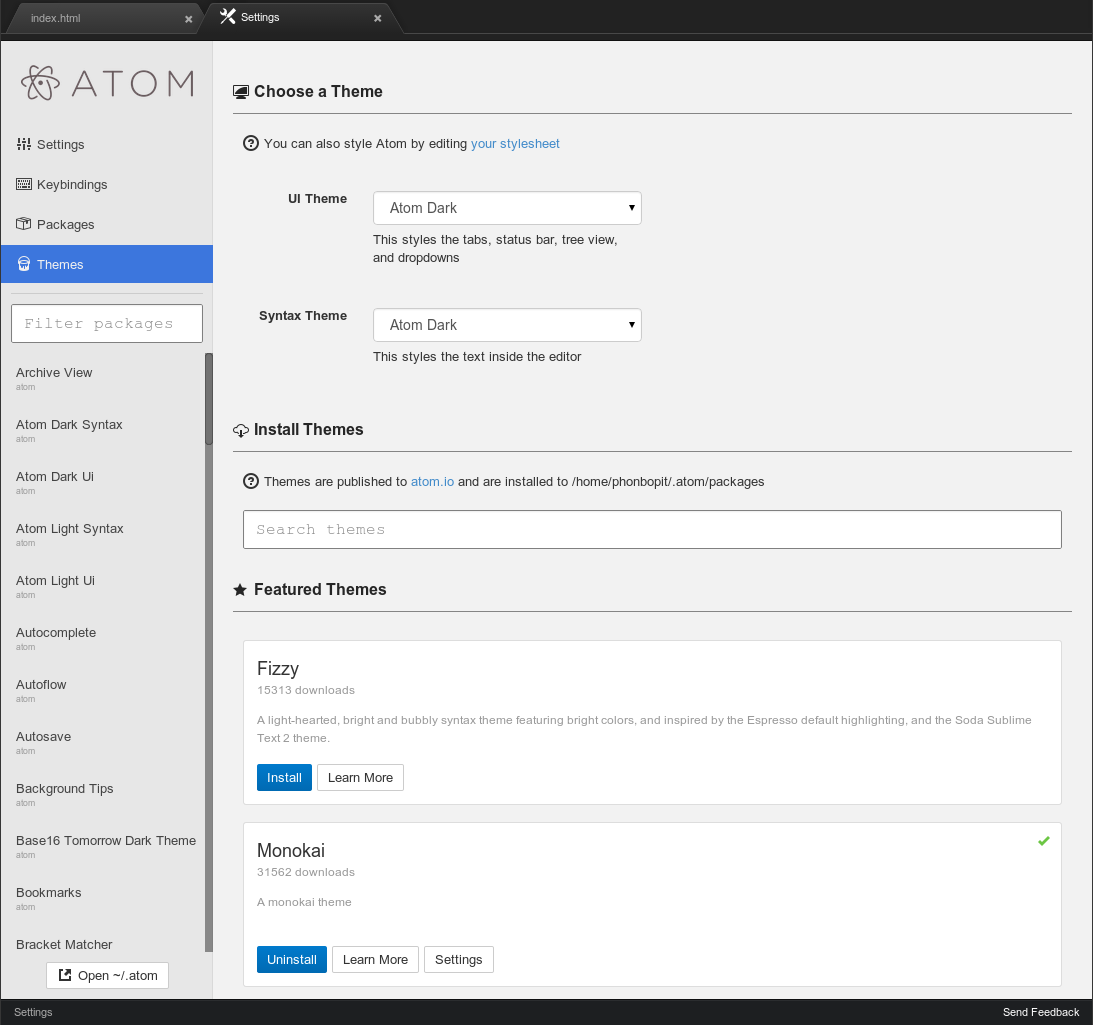 index.html
Settings
ATOM
Settings
Keybindings
Packages
Themes
Filter packages
Archive View
atom
Atom Dark Syntax
atom
Atom Dark Ui
atom
Atom Light Syntax
atom
Atom Light Ui
atom
Autocomplete
atom
Autoflow
atom
Autosave
atom
Background Tips
atom
Base16 Tomorrow Dark Theme
atom
Bookmarks
atom
Bracket Matcher
Open ~/.atom
Choose a Theme
You can also style Atom by editing your stylesheet
UI Theme
Atom Dark
This styles the tabs, status bar, tree view,
and dropdowns
Syntax Theme
Atom Dark
This styles the text inside the editor
Install Themes
Themes are published to atom.io and are installed to /home/phonbopit/.atom/packages
Search themes
Featured Themes
Fizzy
15313 downloads
A light-hearted, bright and bubbly syntax theme featuring bright colors, and inspired by the Espresso default highlighting, and the Soda Sublime
Text 2 theme.
Install Learn More
Monokai
31562 downloads
A monokai theme
Uninstall Learn More Settings
Settings
Send Feedback